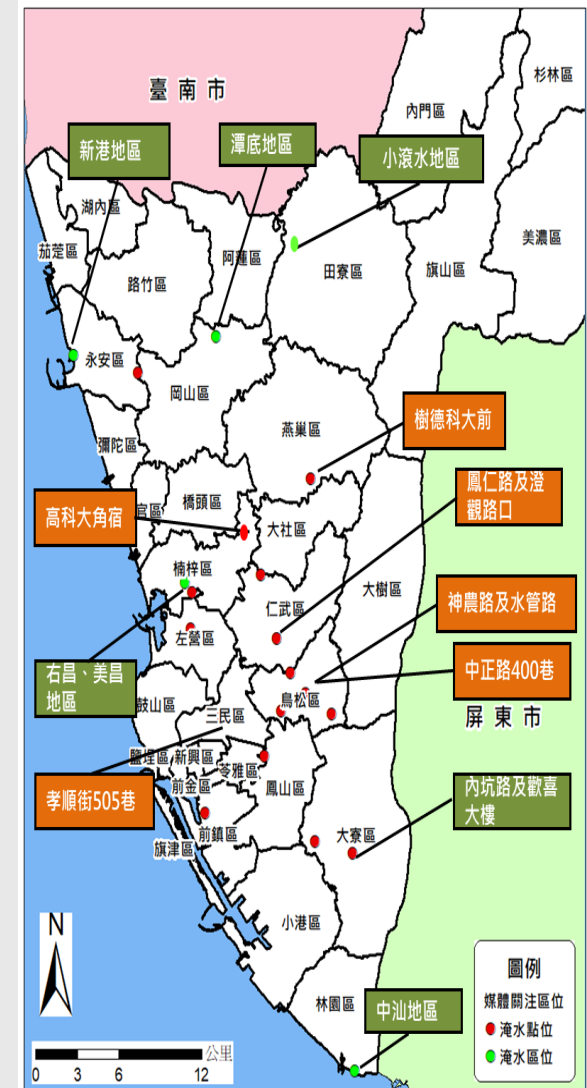 臺南市
杉林區
內門區
新港地區
潭底地區
小滾水地區
湖內區
茄萣區
阿蓮區
美濃區
路竹區
田寮區
旗山區
永安區
岡山區
樹德科大前
燕巢區
彌陀區
鳳仁路及澄
觀路口
橋頭區
官區
高科大角宿
大社區
楠梓區
大樹區
仁武區
神農路及水管路
左營區
右昌、美昌
地區
中正路400巷
鼓山區
鳥松區
三民區
屏東市
鹽埕區
新興區
苓雅區
前金區
鳳山區
孝順街505巷
內坑路及歡喜
大樓
前鎮區
大寮區
旗津區
小港區
N
圖例
媒體關注區位
淹水點位
淹水區位
林園區
中汕地區
公里
0 3 6 12